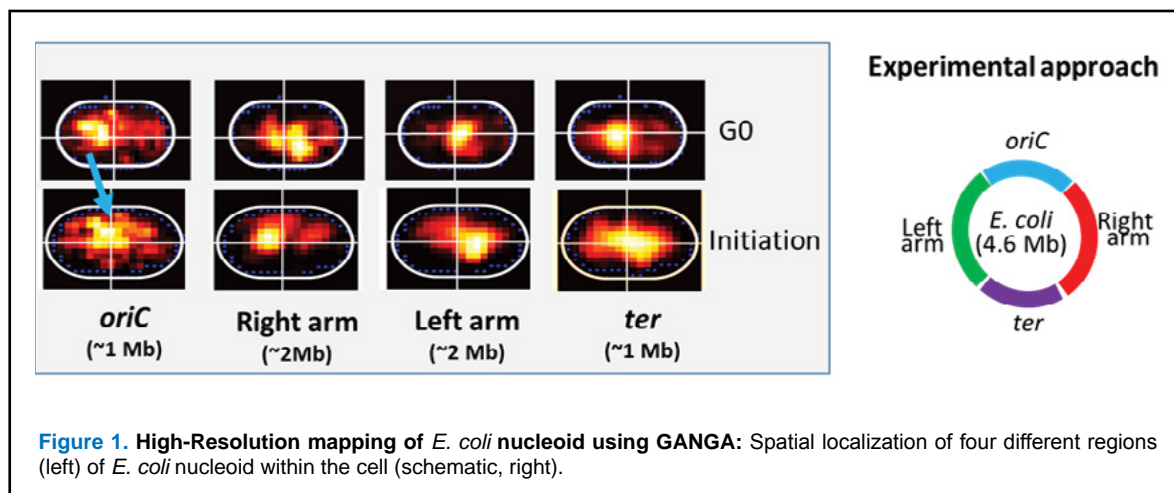 Experimental approach
G0
Initiation
oriC
(~1 Mb)
Right arm
(~2Mb)
Left arm
(~2 Mb)
ter
(~1 Mb)
oriC
Left
arm
E. coli
(4.6 Mb)
Right
arm
ter
Figure 1. High-Resolution mapping of E. coli nucleoid using GANGA: Spatial localization of four different regions
(left) of E. coli nucleoid within the cell (schematic, right).